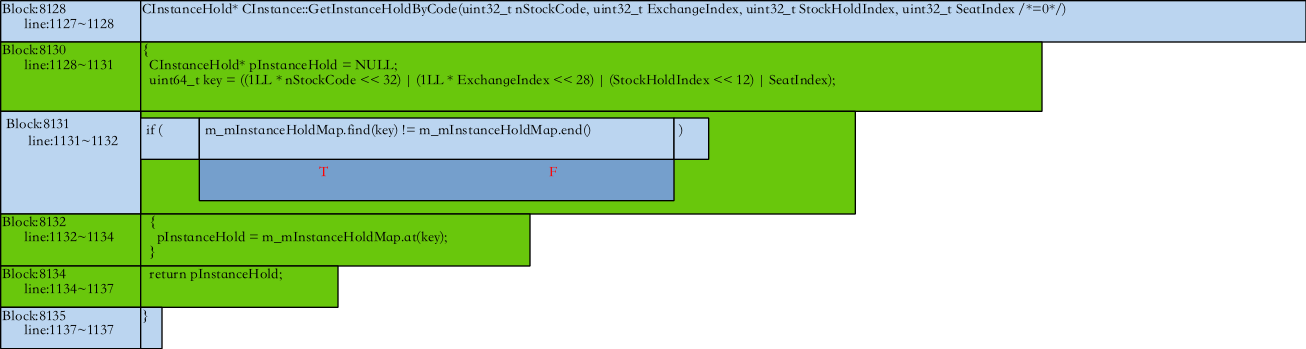 Block:8128 CInstanceHold* CInstance::GetInstanceHoldByCode(uint32_t nStockCode, uint32_t ExchangeIndex, uint32_t StockHoldIndex, uint32_t SeatIndex /*=0*/)
line:1127~1128
Block:8130 {
line:1128~1131 CInstanceHold* pInstanceHold = NULL;
uint64_t key = ((1LL * nStockCode << 32) | (1LL * ExchangeIndex << 28) | (StockHoldIndex << 12) | SeatIndex);
Block:8131 if ( m_mInstanceHoldMap.find(key) != m_mInstanceHoldMap.end() )
line:1131~1132
T F
Block:8132 {
line:1132~1134 pInstanceHold = m_mInstanceHoldMap.at(key);
}
Block:8134 return pInstanceHold;
line:1134~1137
Block:8135 }
line:1137~1137